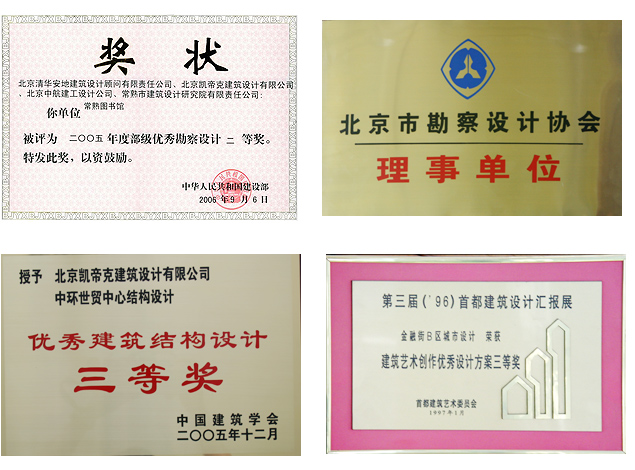 奖 状
北京清华安地建筑设计顾问有限责任公司、北京凯帝克建筑设计有限公司
、北京中航建工设计公司、常熟市建筑设计研究院有限责任公司:
常熟图书馆
你单位
被评为 二〇〇五 年度部级优秀勘察设计 二 等奖。
特发此奖,以资鼓励。
中华人民共和国建设部
2006 年 9 月 6 日
北京市勘察设计协会
理事单位
授予 北京凯帝克建筑设计有限公司
中环世贸中心结构设计
优秀建筑结构设计
三等奖
中国建筑学会
二〇〇五年十二月
第三届('96)首都建筑设计汇报展
金融街B区城市设计 荣获
建筑艺术创作优秀设计方案三等奖
首都建筑艺术委员会
1997年1月